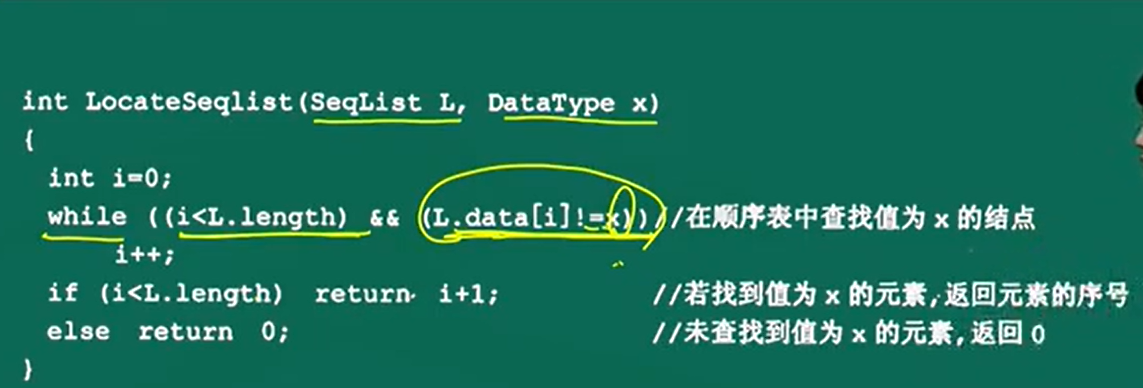 int LocateSeqlist(SeqList L, DataType x)
{
int i=0;
while ((i<L.length) && (L.data[i]!=x)) //在顺序表中查找值为 x 的结点
i++;
if (i<L.length) return i+1; //若找到值为 x 的元素,返回元素的序号
else return 0; //未查找到值为 x 的元素,返回 0
}